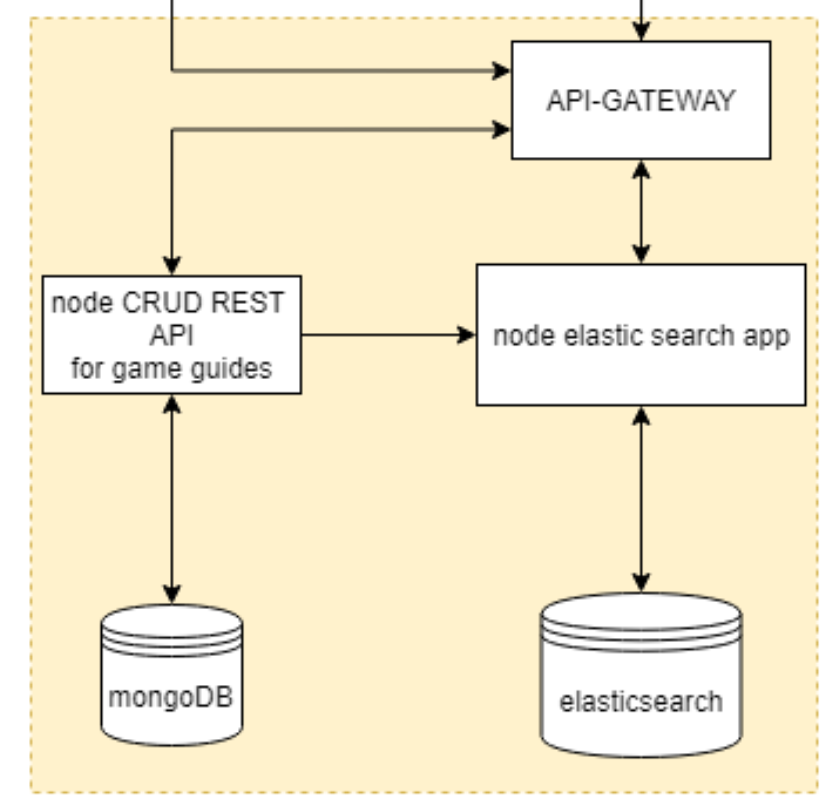 API-GATEWAY
node CRUD REST
API
for game guides
node elastic search app
mongoDB
elasticsearch